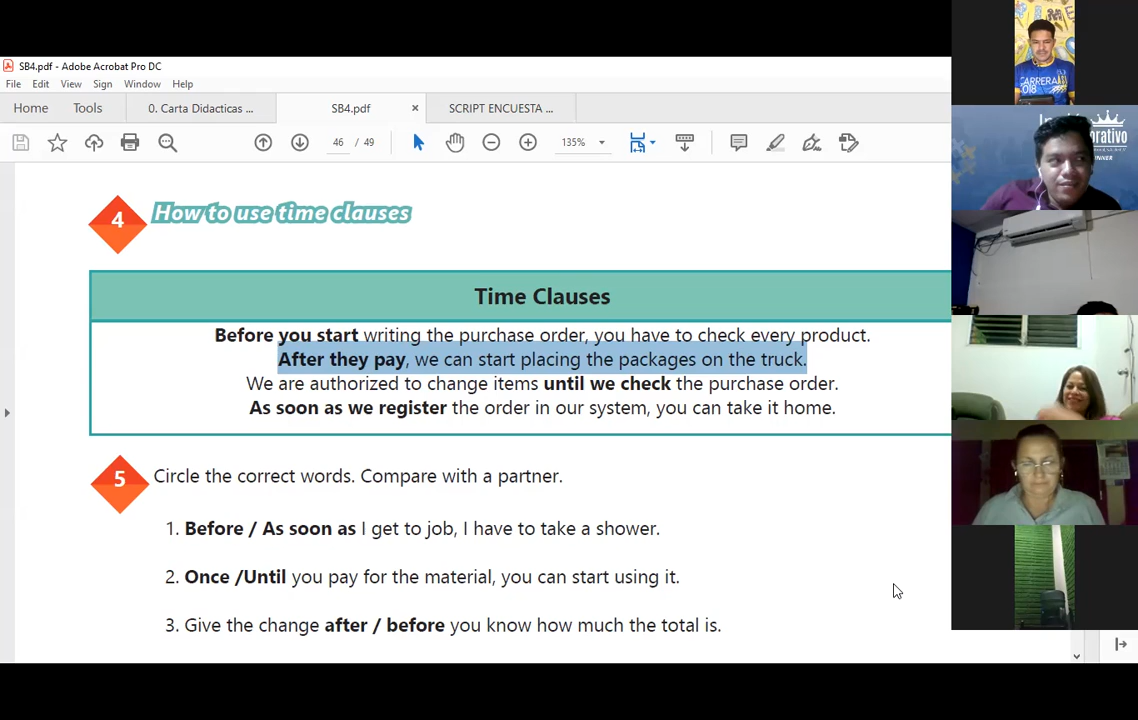 SB4.pdf - Adobe Acrobat Pro DC
File Edit View Sign Window Help
Home Tools 0. Carta Didacticas ... SB4.pdf × SCRIPT ENCUESTA ...
46 / 49 135%
4 How to use time clauses
Time Clauses
Before you start writing the purchase order, you have to check every product.
After they pay, we can start placing the packages on the truck.
We are authorized to change items until we check the purchase order.
As soon as we register the order in our system, you can take it home.
5 Circle the correct words. Compare with a partner.
1. Before / As soon as I get to job, I have to take a shower.
2. Once /Until you pay for the material, you can start using it.
3. Give the change after / before you know how much the total is.